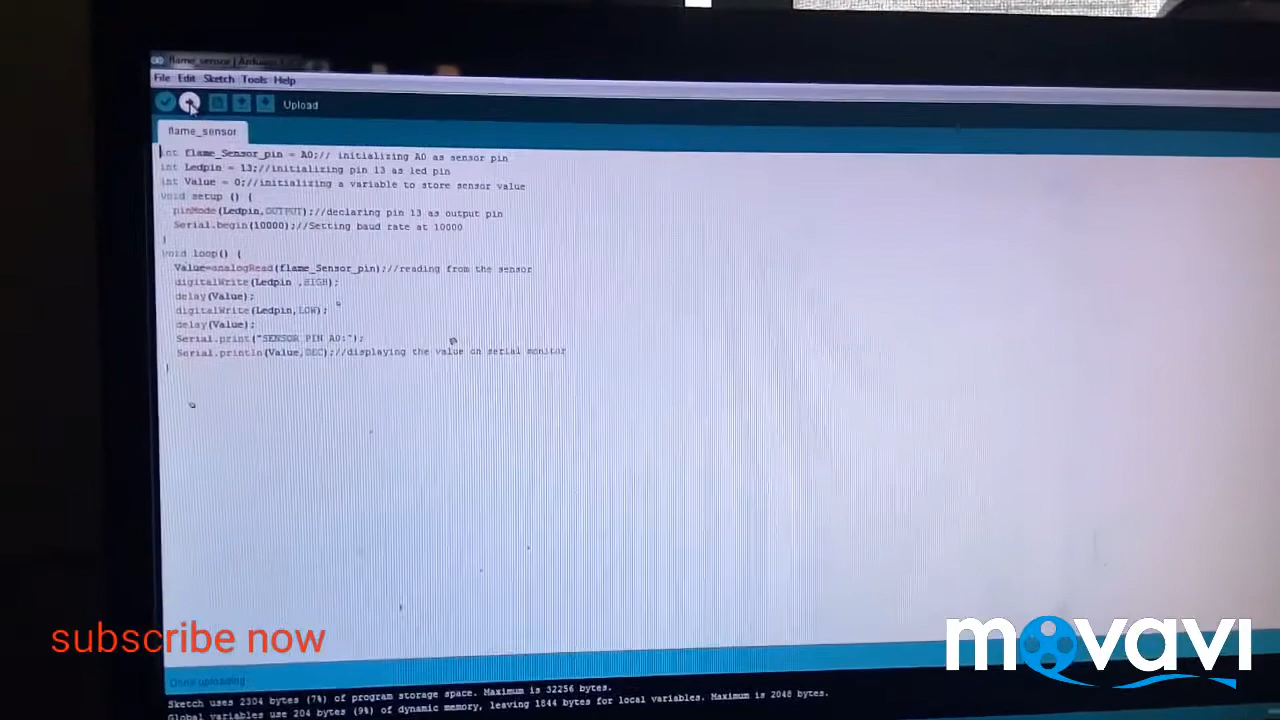 flame_sensor | Arduino
File Edit Sketch Tools Help
Upload
flame_sensor
int flame_Sensor_pin = A0;// initializing A0 as sensor pin
int Ledpin = 13;//initializing pin 13 as led pin
int Value = 0;//initializing a variable to store sensor value
void setup () {
pinMode(Ledpin,OUTPUT);//declaring pin 13 as output pin
Serial.begin(10000);//Setting baud rate at 10000
}
void loop() {
Value=analogRead(flame_Sensor_pin);//reading from the sensor
digitalWrite(Ledpin ,HIGH);
delay(Value);
digitalWrite(Ledpin,LOW);
delay(Value);
Serial.print("SENSOR PIN A0:");
Serial.println(Value,DEC);//displaying the value on serial monitor
}
subscribe now
movavi
Done uploading.
Sketch uses 2304 bytes (7%) of program storage space. Maximum is 32256 bytes.
Global variables use 204 bytes (9%) of dynamic memory, leaving 1844 bytes for local variables. Maximum is 2048 bytes.